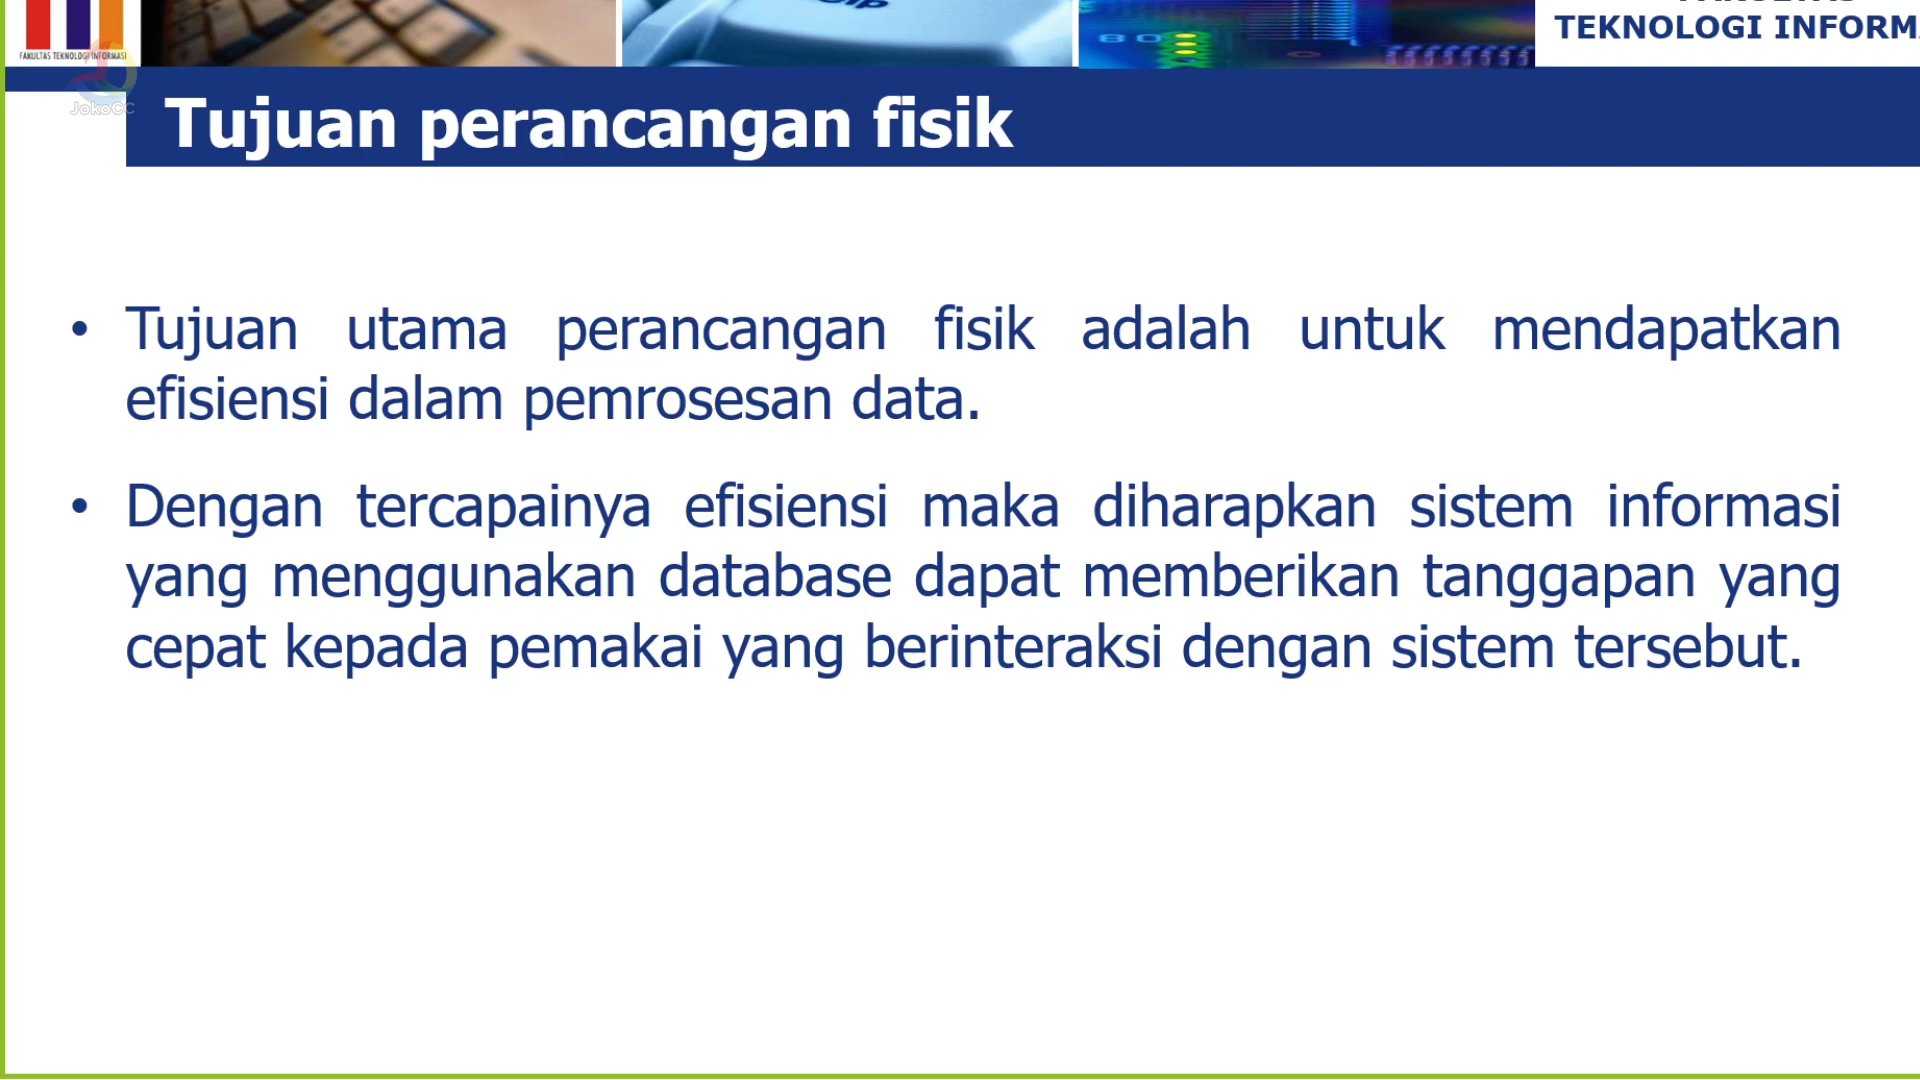 TEKNOLOGI INFORM
FAKULTAS TEKNOLOGI INFORMASI
JokoCC
Tujuan perancangan fisik
• Tujuan utama perancangan fisik adalah untuk mendapatkan
efisiensi dalam pemrosesan data.
• Dengan tercapainya efisiensi maka diharapkan sistem informasi
yang menggunakan database dapat memberikan tanggapan yang
cepat kepada pemakai yang berinteraksi dengan sistem tersebut.